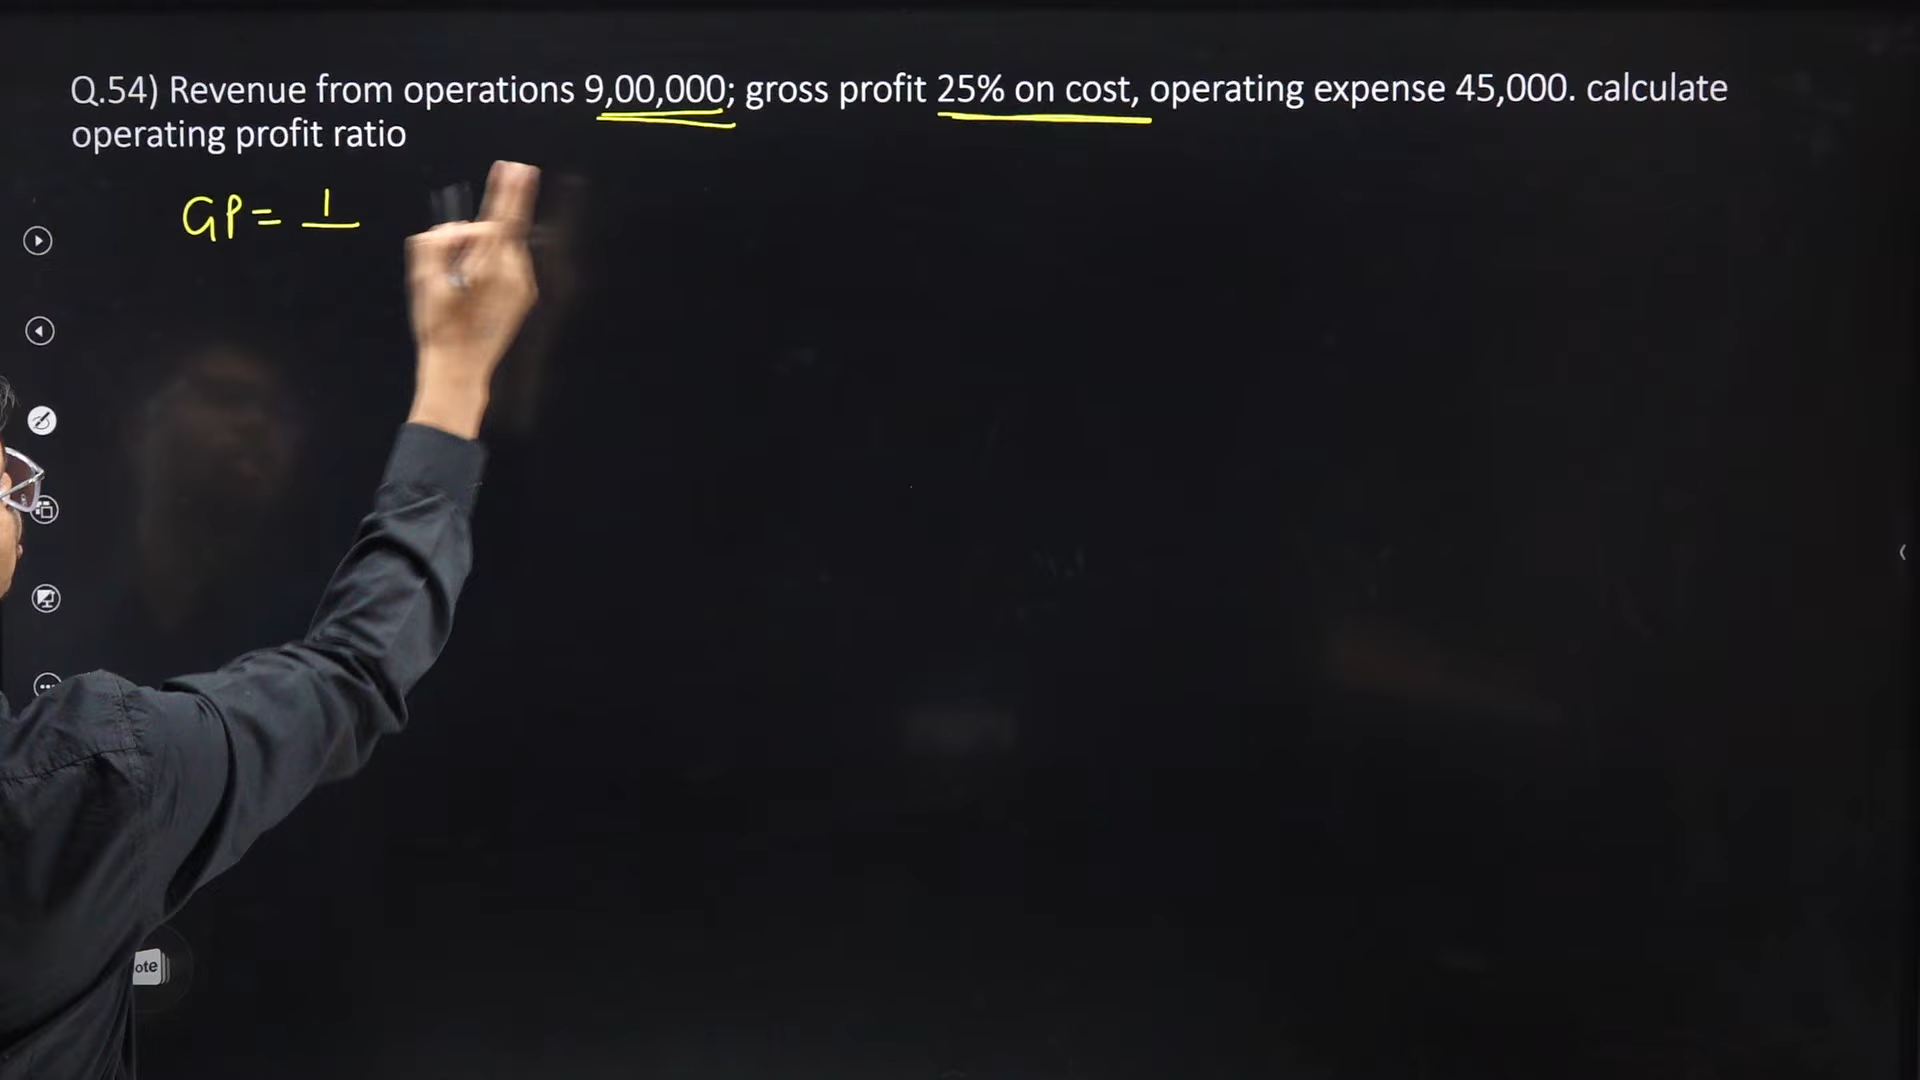 Q.54) Revenue from operations 9,00,000; gross profit 25% on cost, operating expense 45,000. calculate
operating profit ratio
GP = 1
ote